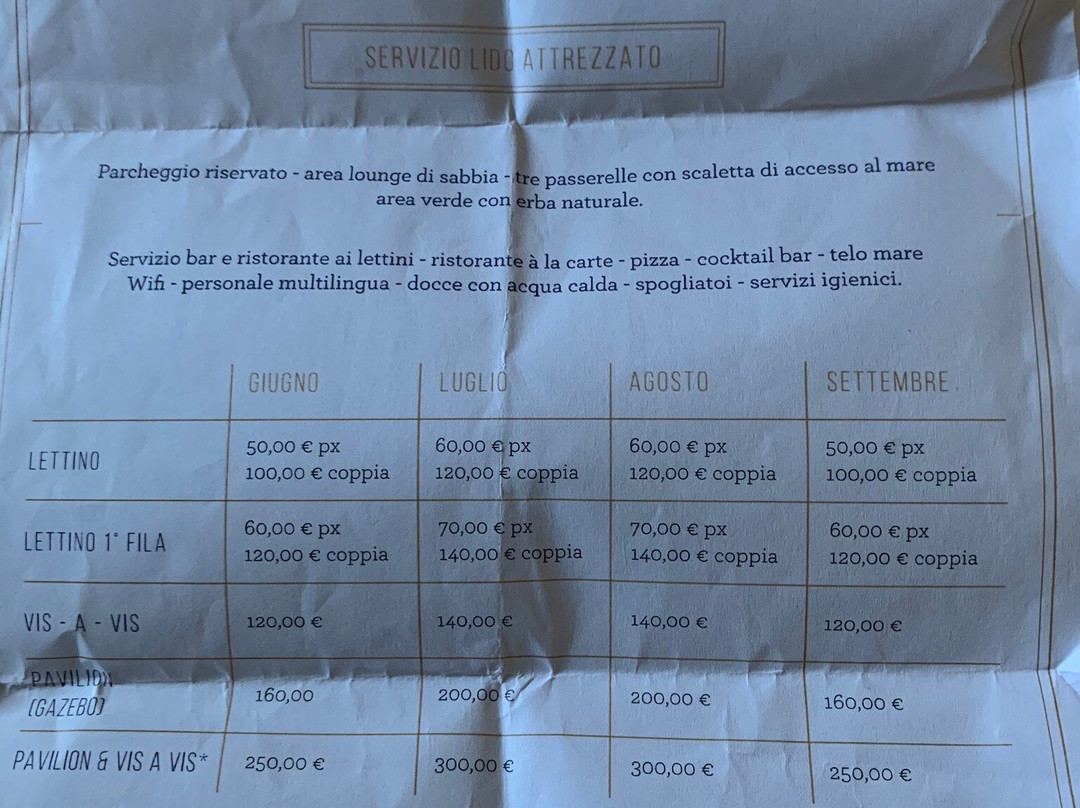 SERVIZIO LIDO ATTREZZATO
Parcheggio riservato - area lounge di sabbia - tre passerelle con scaletta di accesso al mare
area verde con erba naturale.
Servizio bar e ristorante ai lettini - ristorante à la carte - pizza - cocktail bar - telo mare
Wifi - personale multilingua - docce con acqua calda - spogliatoi - servizi igienici.
GIUGNO LUGLIO AGOSTO SETTEMBRE
LETTINO
50,00 € px 60,00 € px 60,00 € px 50,00 € px
100,00 € coppia 120,00 € coppia 120,00 € coppia 100,00 € coppia
LETTINO 1° FILA
60,00 € px 70,00 € px 70,00 € px 60,00 € px
120,00 € coppia 140,00 € coppia 140,00 € coppia 120,00 € coppia
VIS - A - VIS 120,00 € 140,00 € 140,00 € 120,00 €
PAVILION
(GAZEBO) 160,00 200,00 € 200,00 € 160,00 €
PAVILION & VIS A VIS* 250,00 € 300,00 € 300,00 € 250,00 €